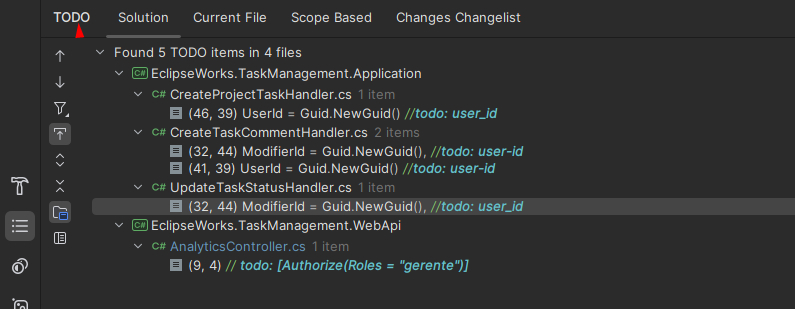 TODO Solution Current File Scope Based Changes Changelist
Found 5 TODO items in 4 files
C# EclipseWorks.TaskManagement.Application
C# CreateProjectTaskHandler.cs 1 item
(46, 39) UserId = Guid.NewGuid() //todo: user_id
C# CreateTaskCommentHandler.cs 2 items
(32, 44) ModifierId = Guid.NewGuid(), //todo: user-id
(41, 39) UserId = Guid.NewGuid() //todo: user-id
C# UpdateTaskStatusHandler.cs 1 item
(32, 44) ModifierId = Guid.NewGuid(), //todo: user_id
C# EclipseWorks.TaskManagement.WebApi
C# AnalyticsController.cs 1 item
(9, 4) // todo: [Authorize(Roles = "gerente")]